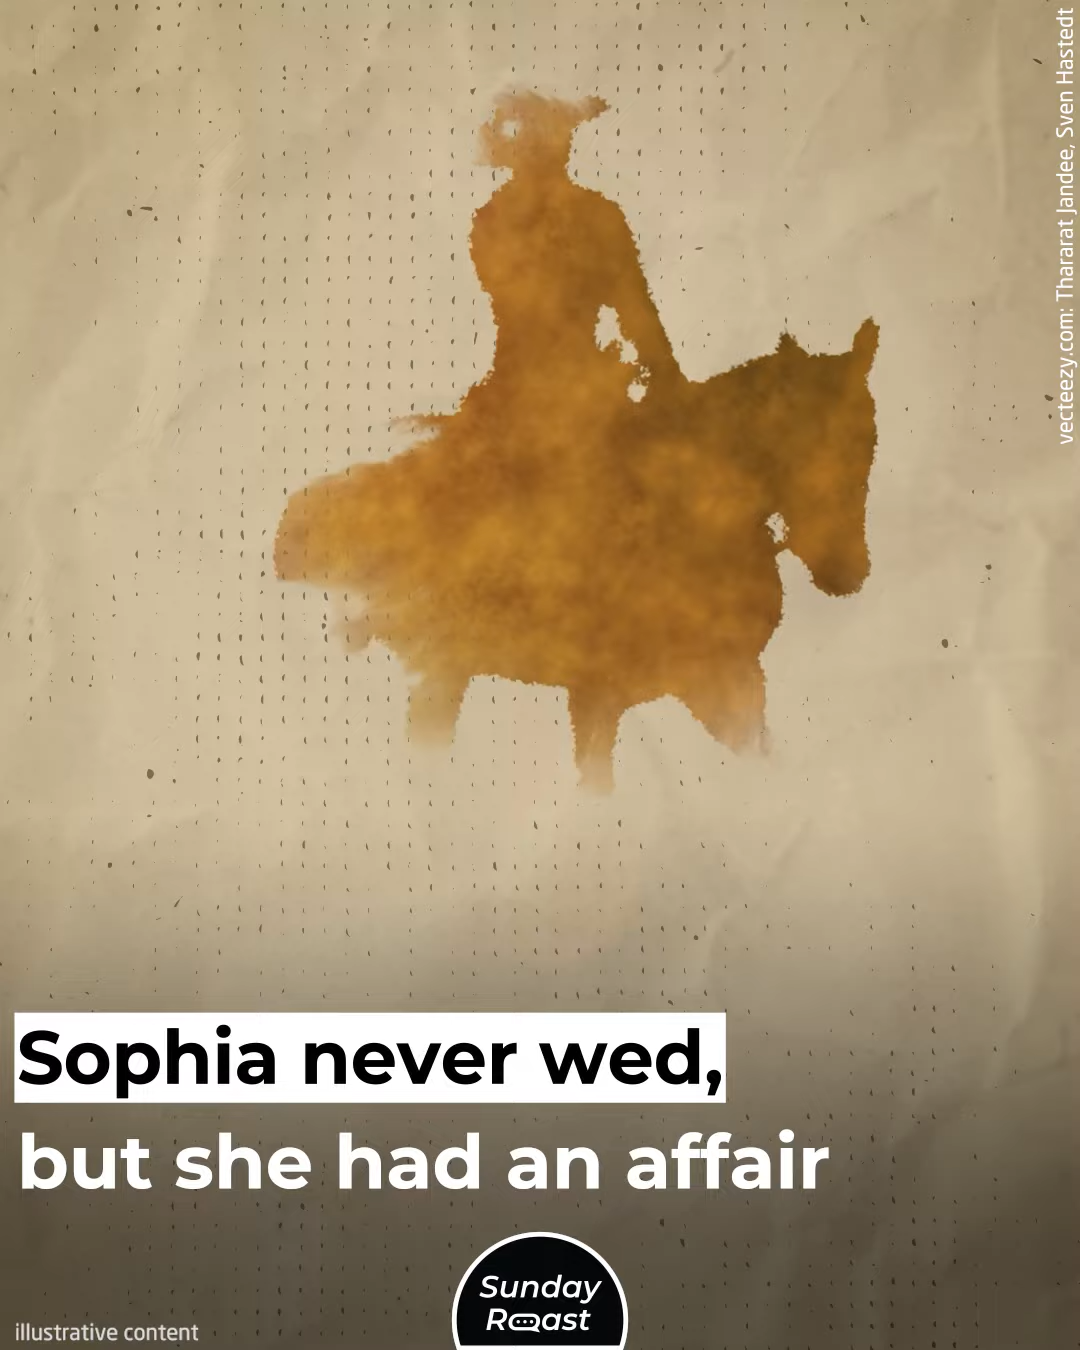 vecteezy.com: Thararat Jandee, Sven Hastedt
Sophia never wed,
but she had an affair
Sunday
Roast
illustrative content